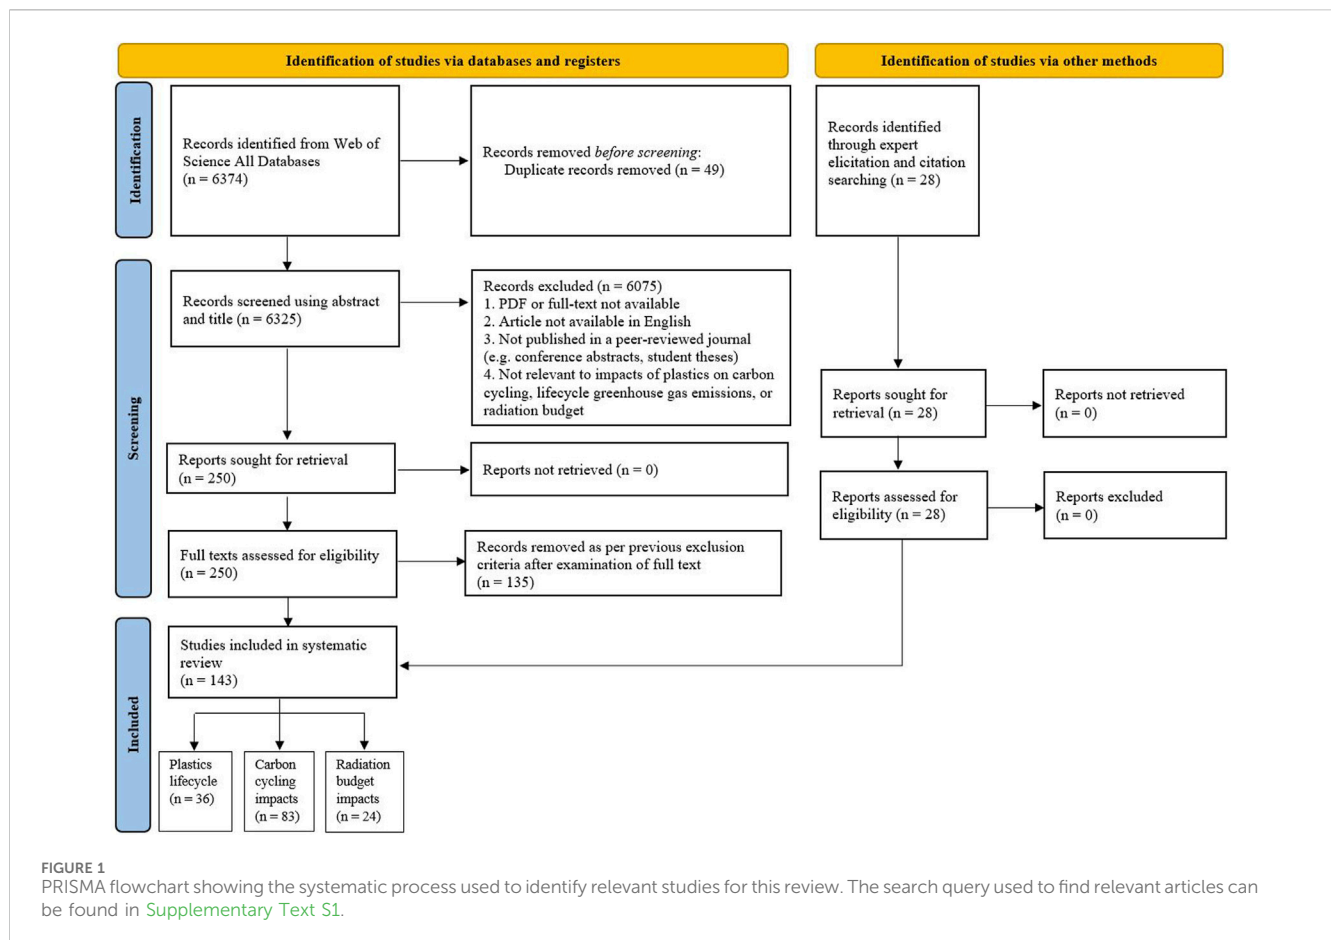 Identification of studies via databases and registers
Identification of studies via other methods
Identification
Records identified from Web of
Science All Databases
(n = 6374)
Records removed before screening:
Duplicate records removed (n = 49)
Records identified
through expert
elicitation and citation
searching (n = 28)
Screening
Records screened using abstract
and title (n = 6325)
Records excluded (n = 6075)
1. PDF or full-text not available
2. Article not available in English
3. Not published in a peer-reviewed journal
(e.g. conference abstracts, student theses)
4. Not relevant to impacts of plastics on carbon
cycling, lifecycle greenhouse gas emissions, or
radiation budget
Reports sought for
retrieval (n = 28)
Reports not retrieved
(n = 0)
Reports sought for retrieval
(n = 250)
Reports not retrieved (n = 0)
Reports assessed for
eligibility (n = 28)
Reports excluded
(n = 0)
Full texts assessed for eligibility
(n = 250)
Records removed as per previous exclusion
criteria after examination of full text
(n = 135)
Included
Studies included in systematic
review
(n = 143)
Plastics
lifecycle
(n = 36)
Carbon
cycling
impacts
(n = 83)
Radiation
budget
impacts
(n = 24)
FIGURE 1
PRISMA flowchart showing the systematic process used to identify relevant studies for this review. The search query used to find relevant articles can
be found in Supplementary Text S1.